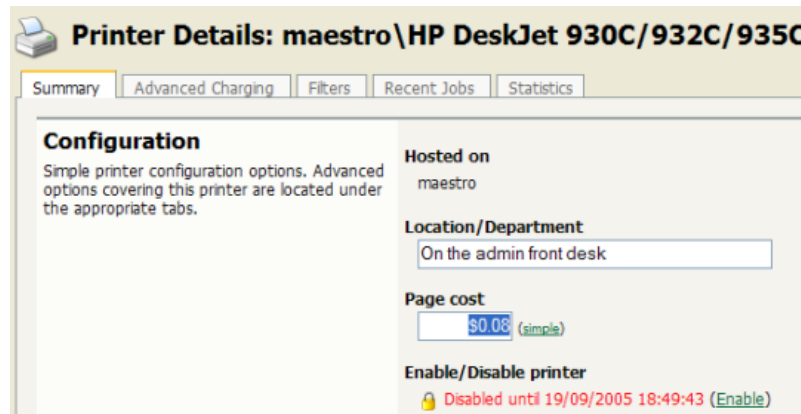 Printer Details: maestro\HP DeskJet 930C/932C/935C
Summary Advanced Charging Filters Recent Jobs Statistics
Configuration
Simple printer configuration options. Advanced
options covering this printer are located under
the appropriate tabs.
Hosted on
maestro
Location/Department
On the admin front desk
Page cost
$0.08 (simple)
Enable/Disable printer
Disabled until 19/09/2005 18:49:43 (Enable)